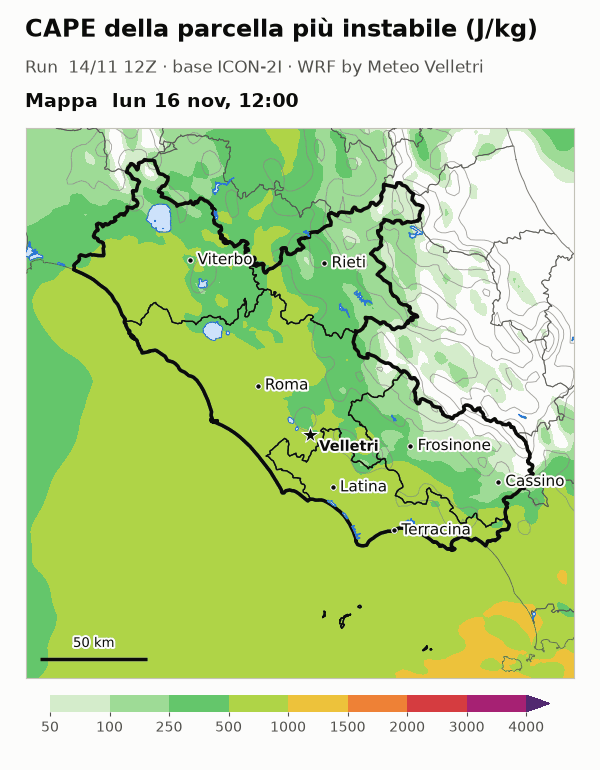 CAPE della parcella più instabile (J/kg)
Run 14/11 12Z · base ICON-2I · WRF by Meteo Velletri
Mappa lun 16 nov, 12:00
Viterbo
Rieti
Roma
Velletri
Frosinone
Latina
Cassino
Terracina
50 km
50 100 250 500 1000 1500 2000 3000 4000